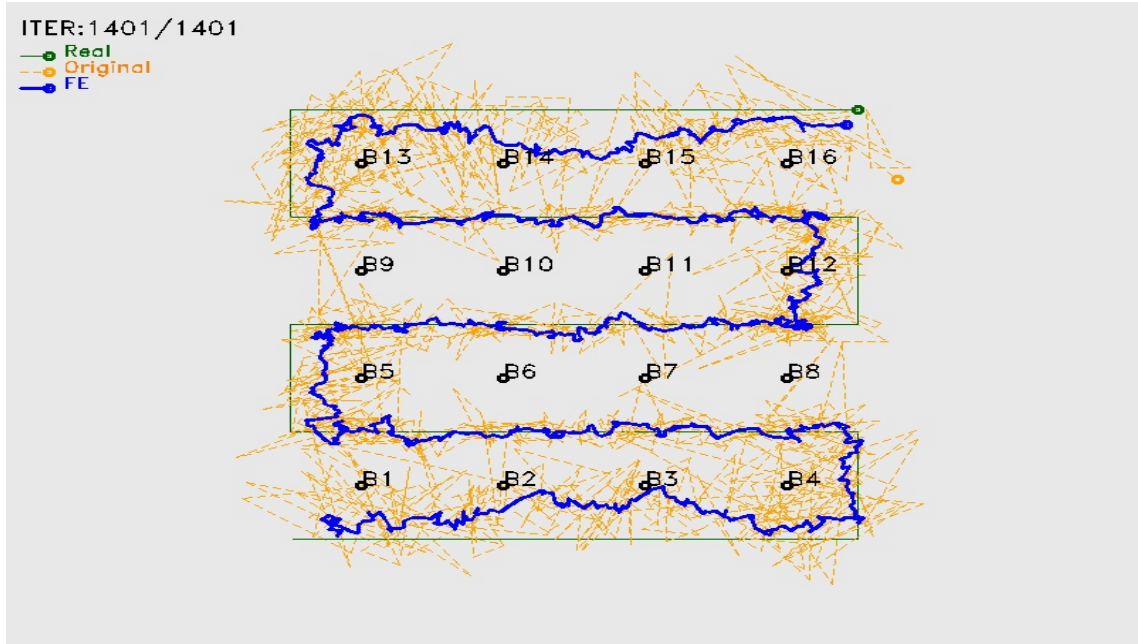 ITER:1401/1401
Real
Original
FE
B13 B14 B15 B16
B9 B10 B11 B12
B5 B6 B7 B8
B1 B2 B3 B4